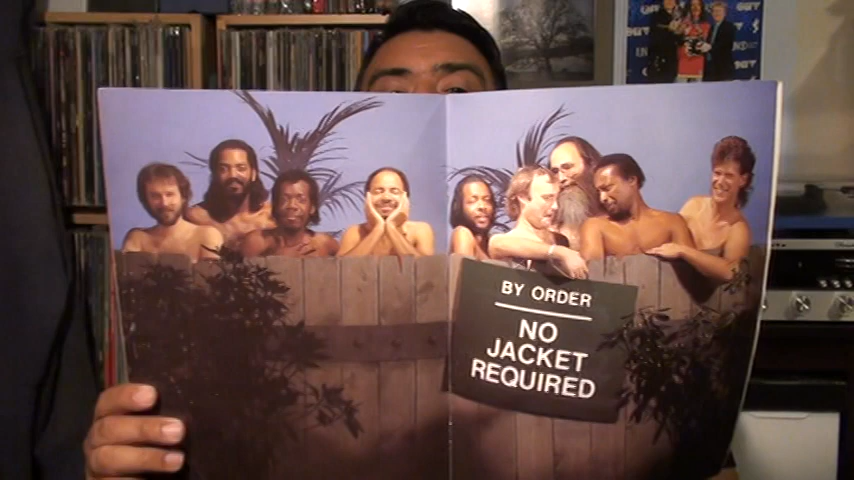 BY ORDER
NO
JACKET
REQUIRED